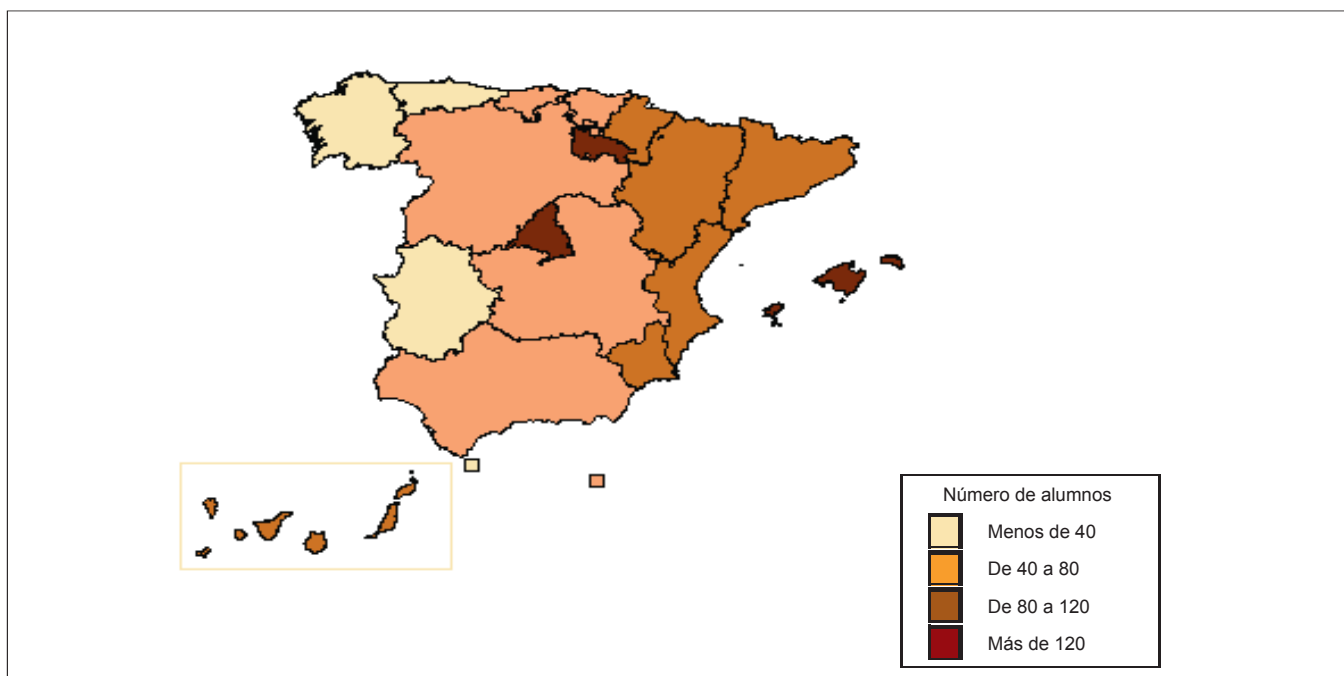 Número de alumnos
Menos de 40
De 40 a 80
De 80 a 120
Más de 120